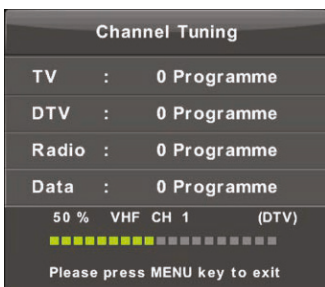 Channel Tuning
TV : 0 Programme
DTV : 0 Programme
Radio : 0 Programme
Data : 0 Programme
50 % VHF CH 1 (DTV)
Please press MENU key to exit